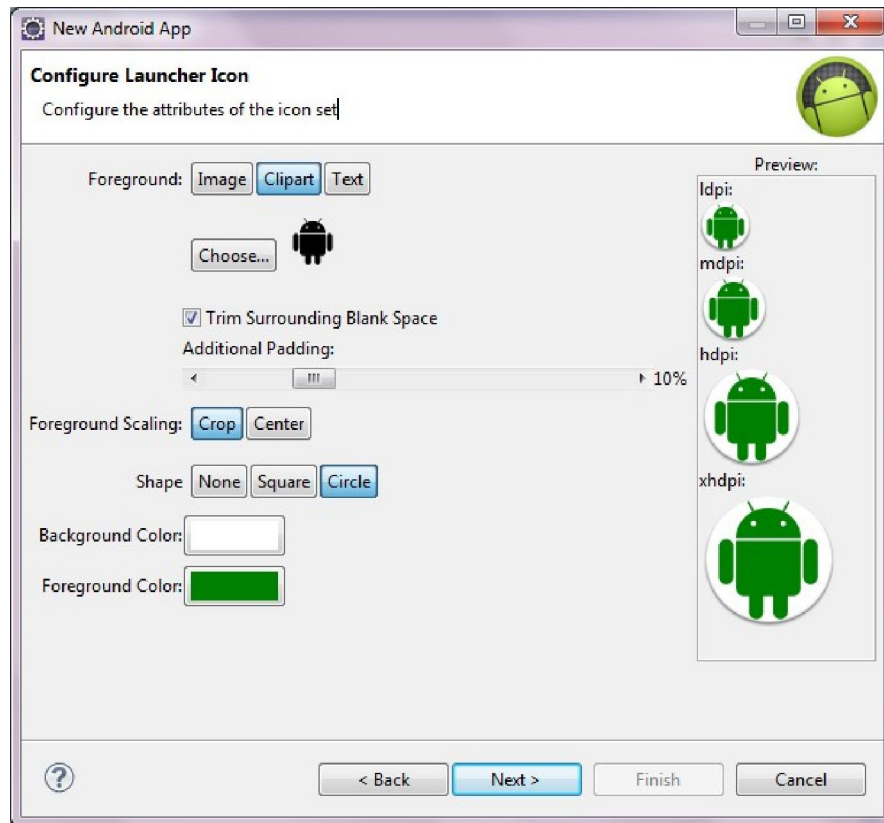 New Android App
Configure Launcher Icon
Configure the attributes of the icon set
Foreground: Image Clipart Text
Choose...
Trim Surrounding Blank Space
Additional Padding:
10%
Foreground Scaling: Crop Center
Shape None Square Circle
Background Color:
Foreground Color:
Preview:
ldpi:
mdpi:
hdpi:
xhdpi:
< Back Next > Finish Cancel